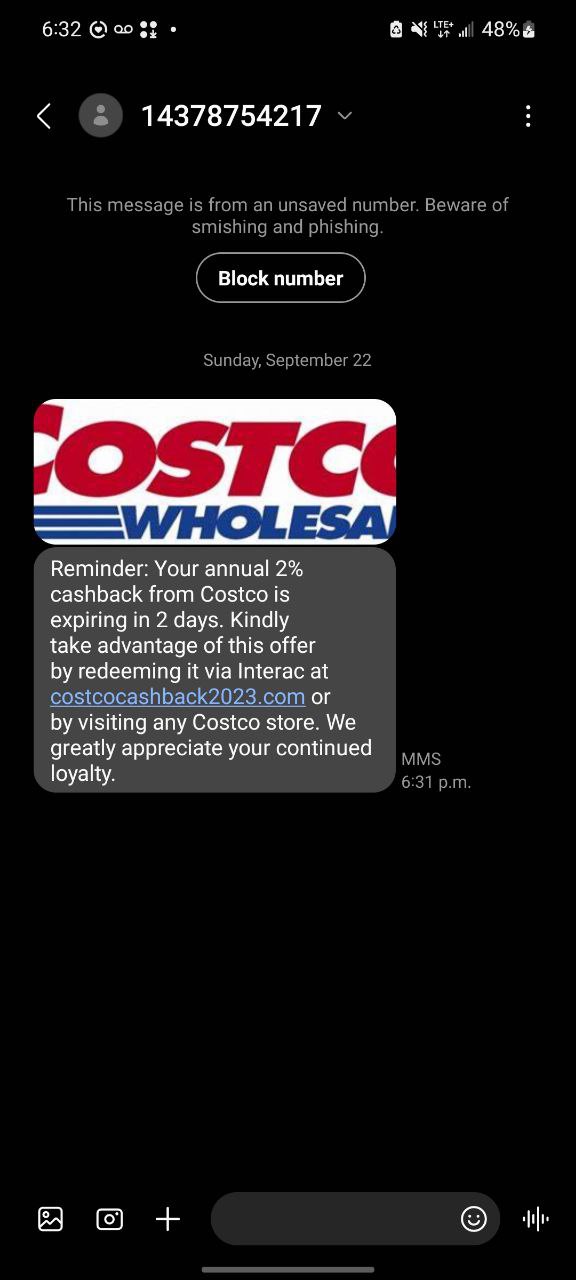 6:32
LTE+
48%
14378754217
This message is from an unsaved number. Beware of
smishing and phishing.
Block number
Sunday, September 22
COSTCO
WHOLESA
Reminder: Your annual 2%
cashback from Costco is
expiring in 2 days. Kindly
take advantage of this offer
by redeeming it via Interac at
costcocashback2023.com or
by visiting any Costco store. We
greatly appreciate your continued
loyalty.
MMS
6:31 p.m.